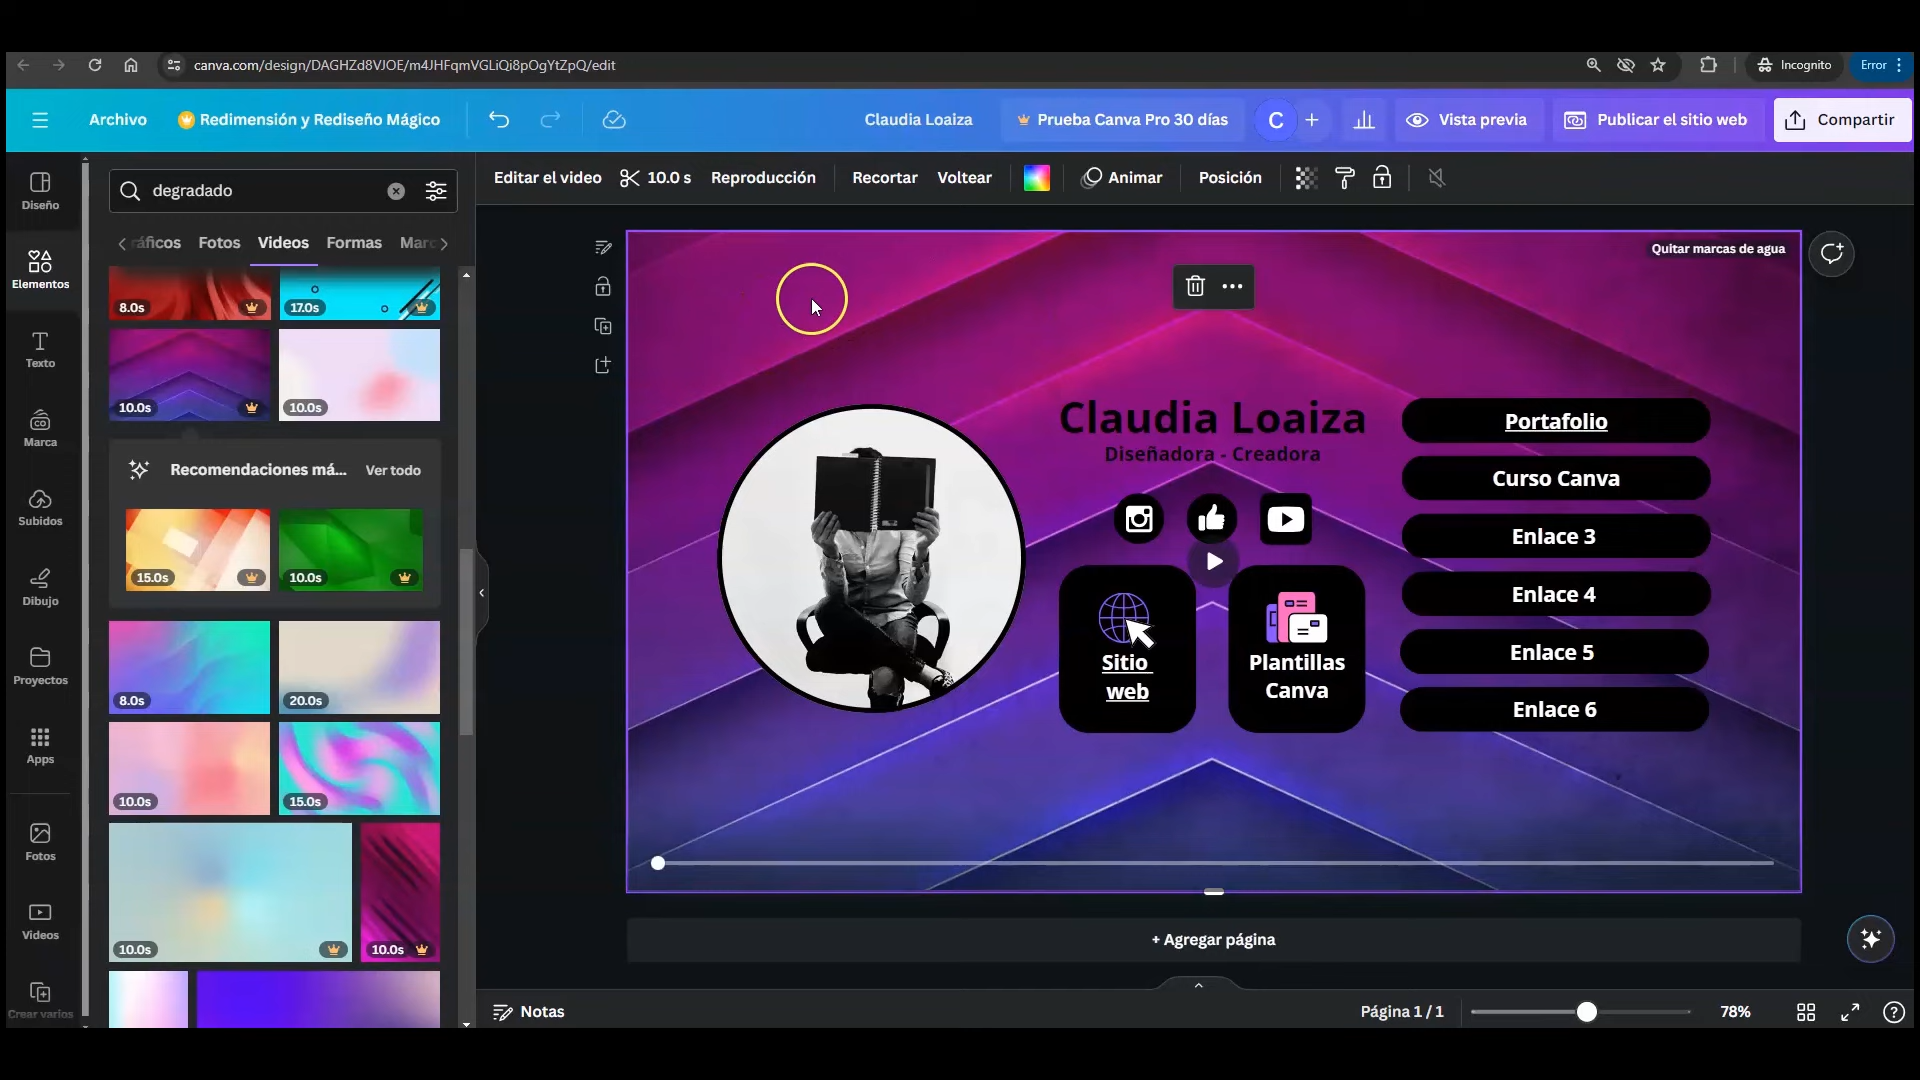 canva.com/design/DAGHZd8VJOE/m4JHFqmVGLiQi8pOgYtZpQ/edit
Incognito
Error
Archivo
Redimensión y Rediseño Mágico
Claudia Loaiza
Prueba Canva Pro 30 días
C
Vista previa
Publicar el sitio web
Compartir
Diseño
Elementos
Texto
Marca
Subidos
Dibujo
Proyectos
Apps
Fotos
Videos
Crear varios
degradado
áficos
Fotos
Videos
Formas
Marc
8.0s
17.0s
10.0s
10.0s
Recomendaciones má...
Ver todo
15.0s
10.0s
8.0s
20.0s
10.0s
15.0s
10.0s
10.0s
Editar el video
10.0 s
Reproducción
Recortar
Voltear
Animar
Posición
Quitar marcas de agua
Claudia Loaiza
Diseñadora - Creadora
Sitio
web
Plantillas
Canva
Portafolio
Curso Canva
Enlace 3
Enlace 4
Enlace 5
Enlace 6
+ Agregar página
Notas
Página 1 / 1
78%